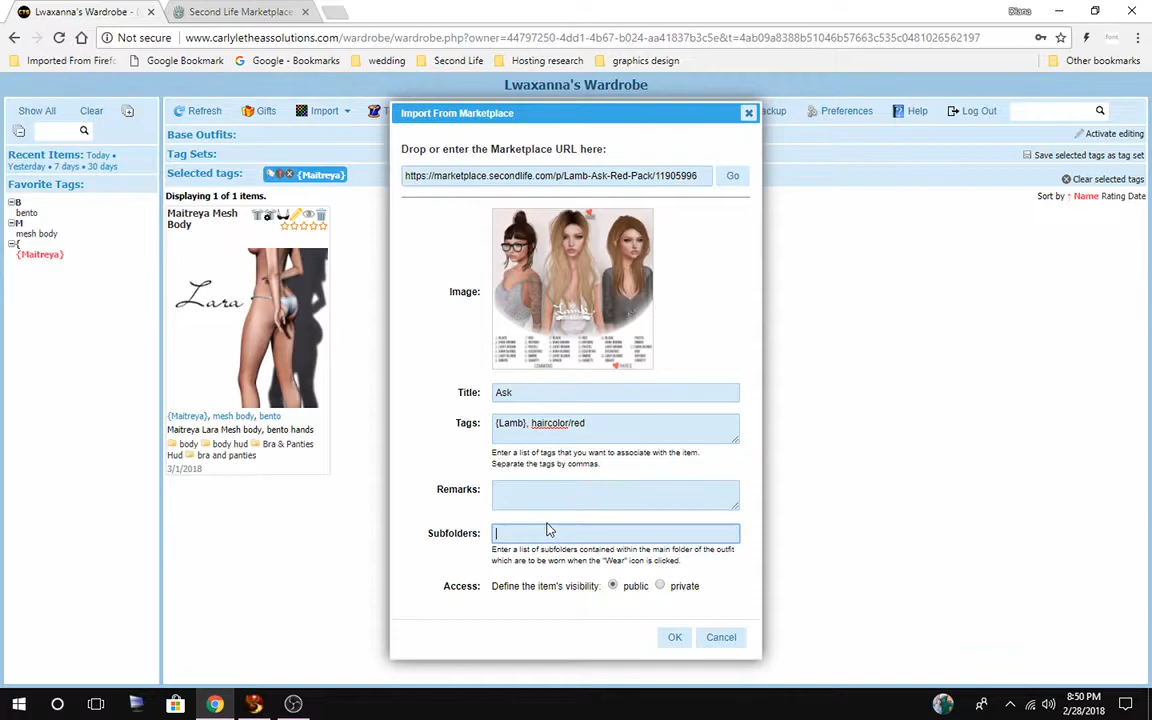 Lwaxanna's Wardrobe - (
Second Life Marketplace
Diana
Not secure
www.carlyletheassolutions.com/wardrobe/wardrobe.php?owner=44797250-4dd1-4b67-b024-aa41837b3c5e&t=4ab09a8388b51046b57663c535c0481026562197
Imported From Firef
Google Bookmark
Google - Bookmarks
wedding
Second Life
Hosting research
graphics design
Other bookmarks
Lwaxanna's Wardrobe
Show All
Clear
Refresh
Gifts
Import
Backup
Preferences
Help
Log Out
Recent Items: Today •
Yesterday • 7 days • 30 days
Favorite Tags:
B
bento
M
mesh body
{
{Maitreya}
Base Outfits:
Activate editing
Tag Sets:
Save selected tags as tag set
Selected tags:
{Maitreya}
Clear selected tags
Displaying 1 of 1 items.
Sort by ↑ Name Rating Date
Maitreya Mesh
Body
Lara
{Maitreya}, mesh body, bento
Maitreya Lara Mesh body, bento hands
body body hud Bra & Panties
Hud bra and panties
3/1/2018
Import From Marketplace
Drop or enter the Marketplace URL here:
https://marketplace.secondlife.com/p/Lamb-Ask-Red-Pack/11905996
Go
Image:
Title:
Ask
Tags:
{Lamb}, haircolor/red
Enter a list of tags that you want to associate with the item.
Separate the tags by commas.
Remarks:
Subfolders:
Enter a list of subfolders contained within the main folder of the outfit
which are to be worn when the "Wear" icon is clicked.
Access:
Define the item's visibility:
public
private
OK
Cancel
8:50 PM
2/28/2018